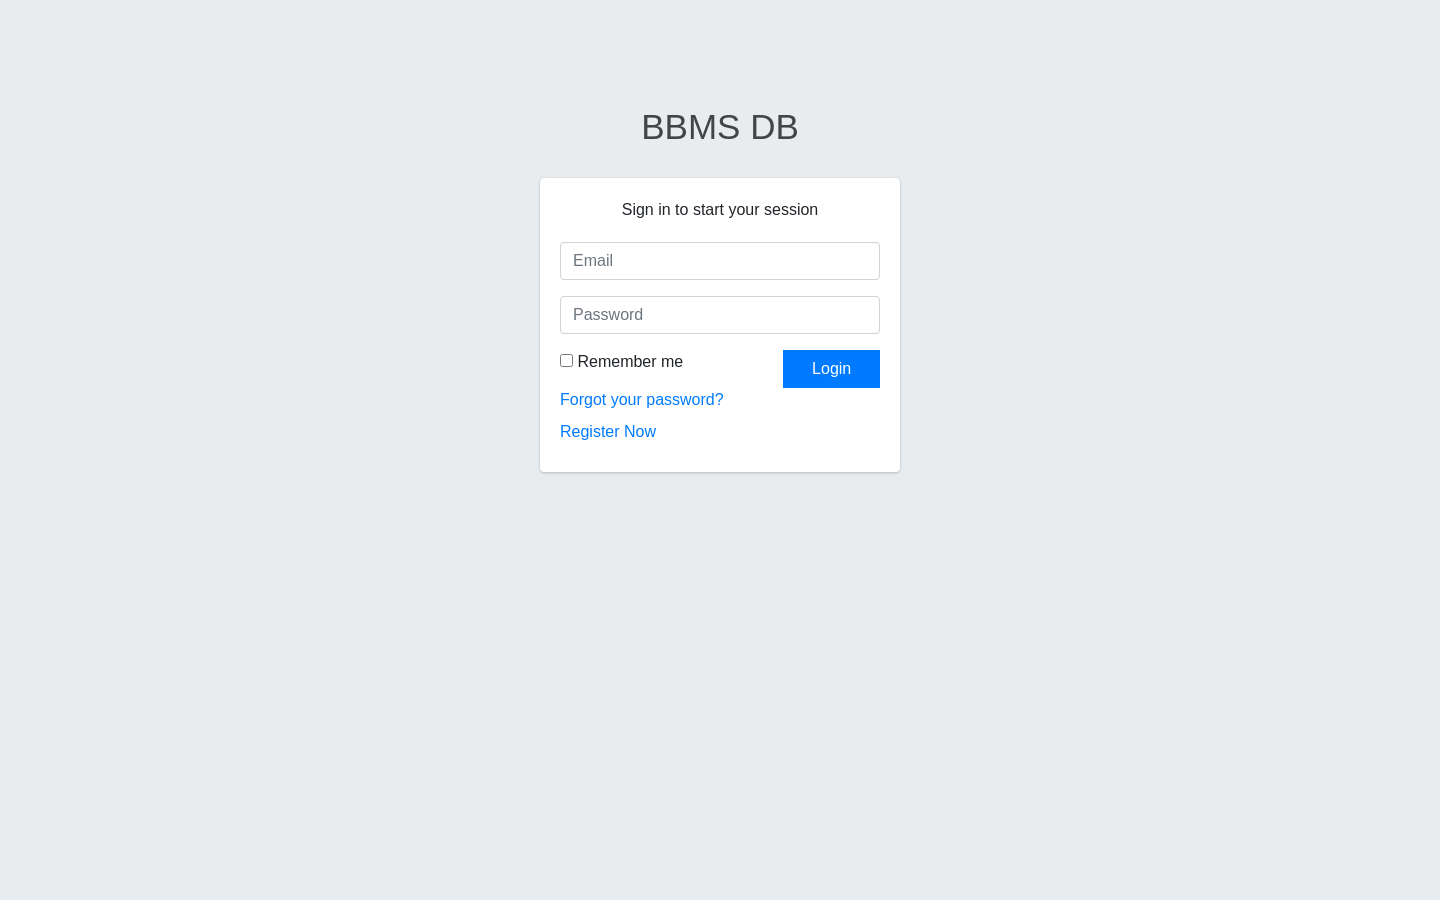 BBMS DB
Sign in to start your session
Email
Password
Remember me
Login
Forgot your password?
Register Now